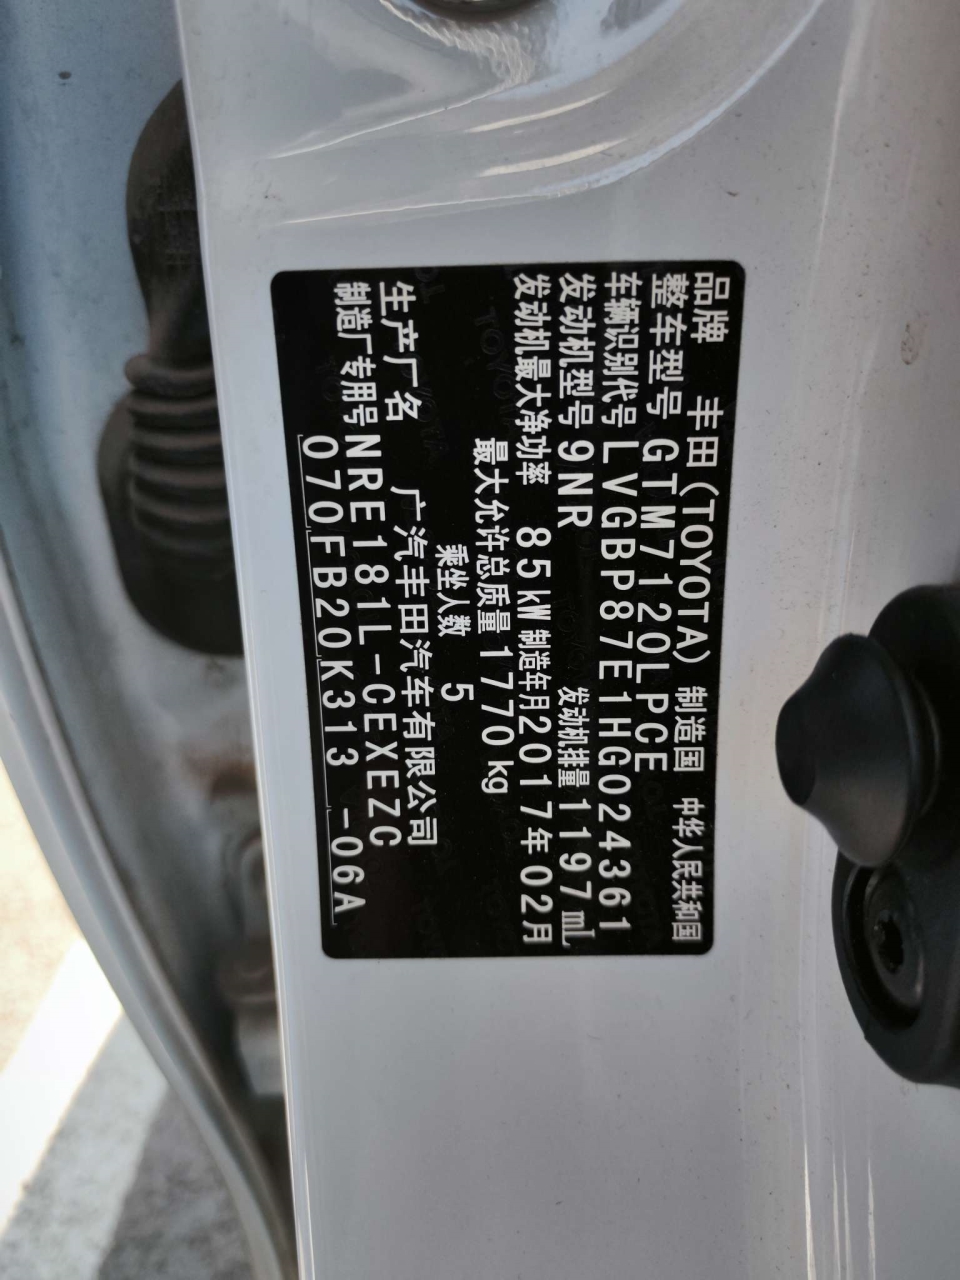 品牌 丰田(TOYOTA) 制造国 中华人民共和国
整车型号 GTM7120LPCE
车辆识别代号 LVGBP87E1HG024361
发动机型号 9NR 发动机排量 1197mL
发动机最大净功率 85kW 制造年月 2017年02月
最大允许总质量 1770kg
乘坐人数 5
生产厂名 广汽丰田汽车有限公司
制造厂专用号 NRE181L-CEXEZC
070FB20K313 -06A